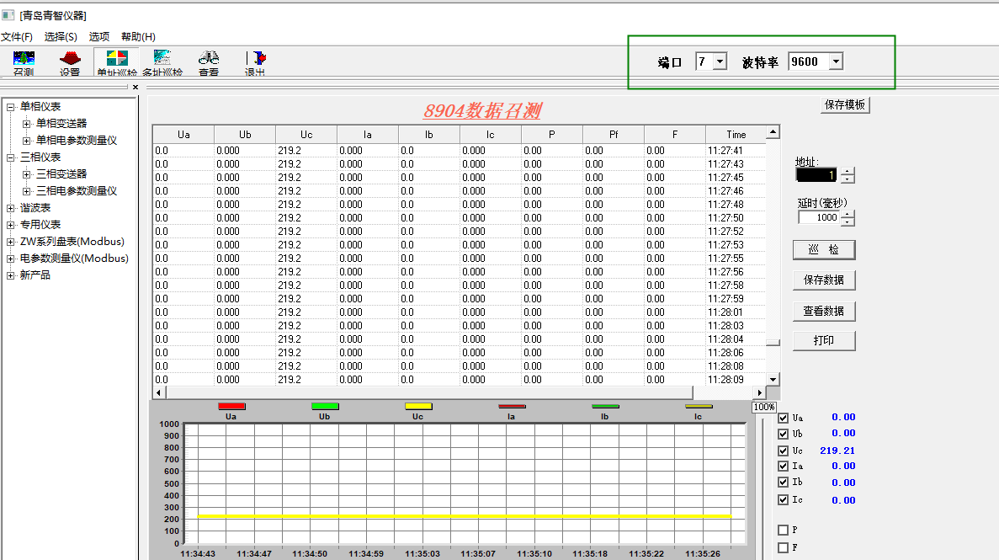 [青岛青智仪器]
文件(F) 选择(S) 选项 帮助(H)
召测 设置 单址巡检 多址巡检 查看 退出
端口 7 波特率 9600
单相仪表
单相变送器
单相电参数测量仪
三相仪表
三相变送器
三相电参数测量仪
谐波表
专用仪表
ZW系列盘表(Modbus)
电参数测量仪(Modbus)
新产品
8904数据召测
保存模板
Ua Ub Uc Ia Ib Ic P Pf F Time
0.0 0.000 219.2 0.000 0.0 0.000 0.00 0.00 0.00 11:27:41
0.0 0.000 219.2 0.000 0.0 0.000 0.00 0.00 0.00 11:27:43
0.0 0.000 219.2 0.000 0.0 0.000 0.00 0.00 0.00 11:27:45
0.0 0.000 219.2 0.000 0.0 0.000 0.00 0.00 0.00 11:27:46
0.0 0.000 219.2 0.000 0.0 0.000 0.00 0.00 0.00 11:27:48
0.0 0.000 219.2 0.000 0.0 0.000 0.00 0.00 0.00 11:27:50
0.0 0.000 219.2 0.000 0.0 0.000 0.00 0.00 0.00 11:27:52
0.0 0.000 219.2 0.000 0.0 0.000 0.00 0.00 0.00 11:27:53
0.0 0.000 219.2 0.000 0.0 0.000 0.00 0.00 0.00 11:27:55
0.0 0.000 219.2 0.000 0.0 0.000 0.00 0.00 0.00 11:27:56
0.0 0.000 219.2 0.000 0.0 0.000 0.00 0.00 0.00 11:27:58
0.0 0.000 219.2 0.000 0.0 0.000 0.00 0.00 0.00 11:27:59
0.0 0.000 219.2 0.000 0.0 0.000 0.00 0.00 0.00 11:28:01
0.0 0.000 219.2 0.000 0.0 0.000 0.00 0.00 0.00 11:28:03
0.0 0.000 219.2 0.000 0.0 0.000 0.00 0.00 0.00 11:28:04
0.0 0.000 219.2 0.000 0.0 0.000 0.00 0.00 0.00 11:28:06
0.0 0.000 219.2 0.000 0.0 0.000 0.00 0.00 0.00 11:28:08
0.0 0.000 219.2 0.000 0.0 0.000 0.00 0.00 0.00 11:28:09
地址:
1
延时(毫秒)
1000
巡 检
保存数据
查看数据
打印
Ua Ub Uc Ia Ib Ic
100%
1000
900
800
700
600
500
400
300
200
100
0
11:34:43 11:34:47 11:34:50 11:34:59 11:35:03 11:35:07 11:35:10 11:35:18 11:35:22 11:35:26
Ua 0.00
Ub 0.00
Uc 219.21
Ia 0.00
Ib 0.00
Ic 0.00
P
F